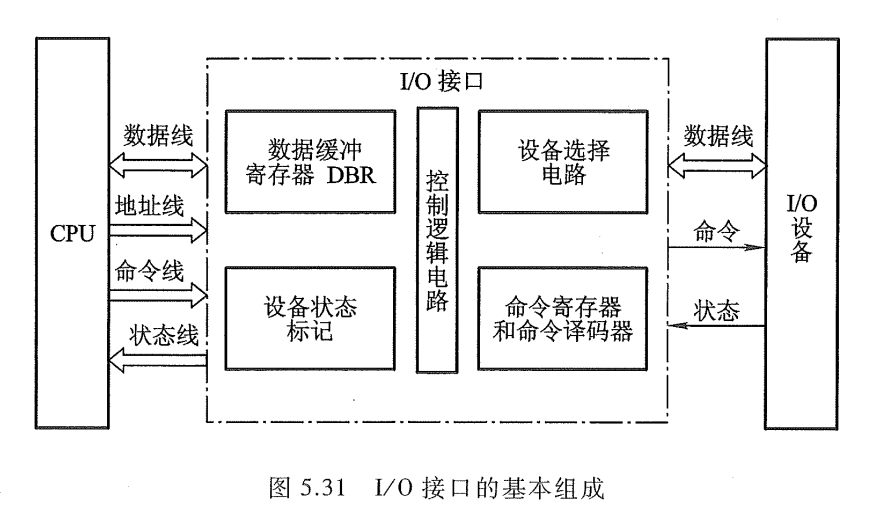 I/O 接口
CPU
数据线
地址线
命令线
状态线
数据缓冲
寄存器 DBR
设备状态
标记
控制逻辑电路
设备选择
电路
命令寄存器
和命令译码器
数据线
命令
状态
I/O
设备
图 5.31 I/O 接口的基本组成